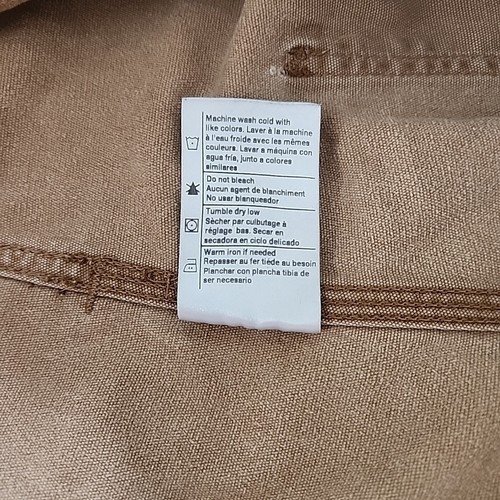 Machine wash cold with
like colors. Laver à la machine
à l'eau froide avec les mêmes
couleurs. Lavar a máquina con
agua fría, junto a colores
similares
Do not bleach
Aucun agent de blanchiment
No usar blanqueador
Tumble dry low
Sècher par culbutage à
réglage bas. Secar en
secadora en ciclo delicado
Warm iron if needed
Repasser au fer tiède au besoin
Planchar con plancha tibia de
ser necesario